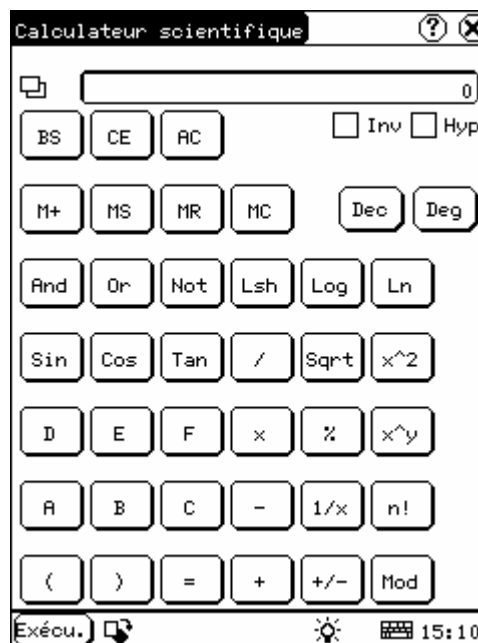 Calculateur scientifique ?
0
BS CE AC Inv Hyp
M+ MS MR MC Dec Deg
And Or Not Lsh Log Ln
Sin Cos Tan / Sqrt x^2
D E F x % x^y
A B C - 1/x n!
( ) = + +/- Mod
Exécu. 15:10